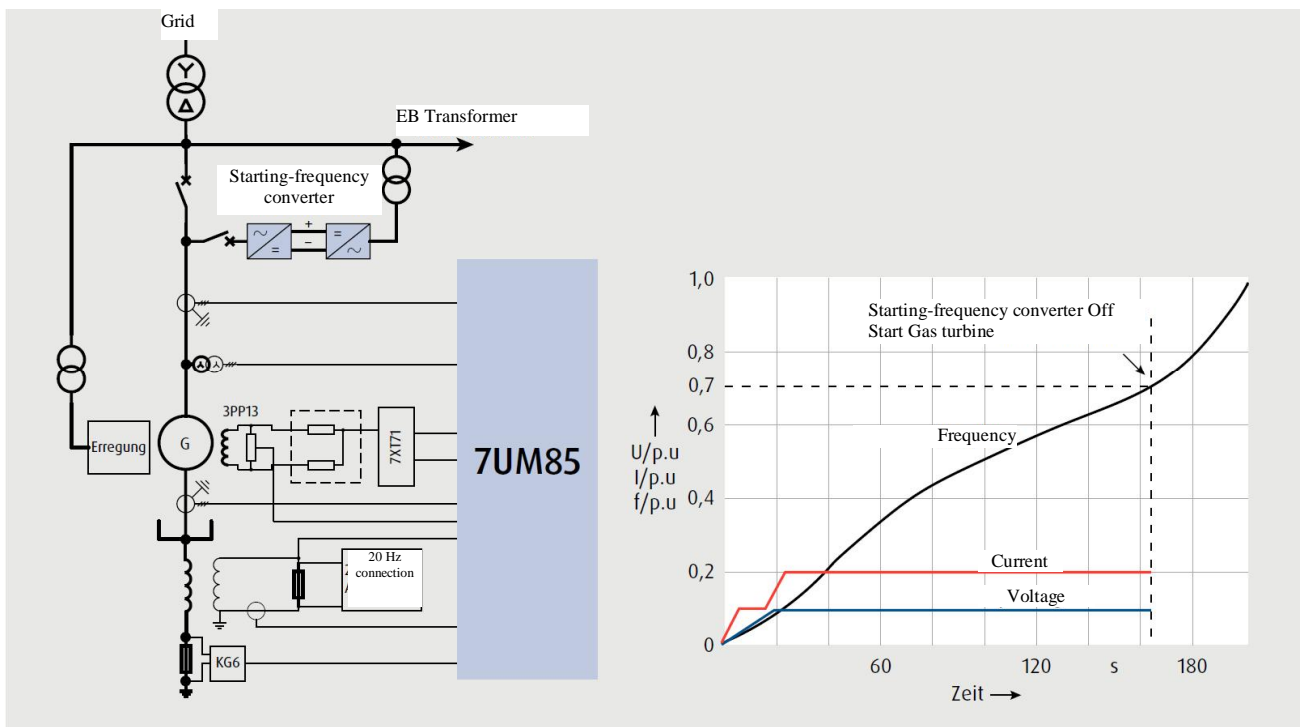 Grid
EB Transformer
Starting-frequency
converter
+
−
Erregung
G
3PP13
7XT71
7UM85
20 Hz
connection
KG6
1,0
0,8
0,7
0,6
0,4
0,2
0
U/p.u
I/p.u
f/p.u
Starting-frequency converter Off
Start Gas turbine
Frequency
Current
Voltage
60
120
s
180
Zeit